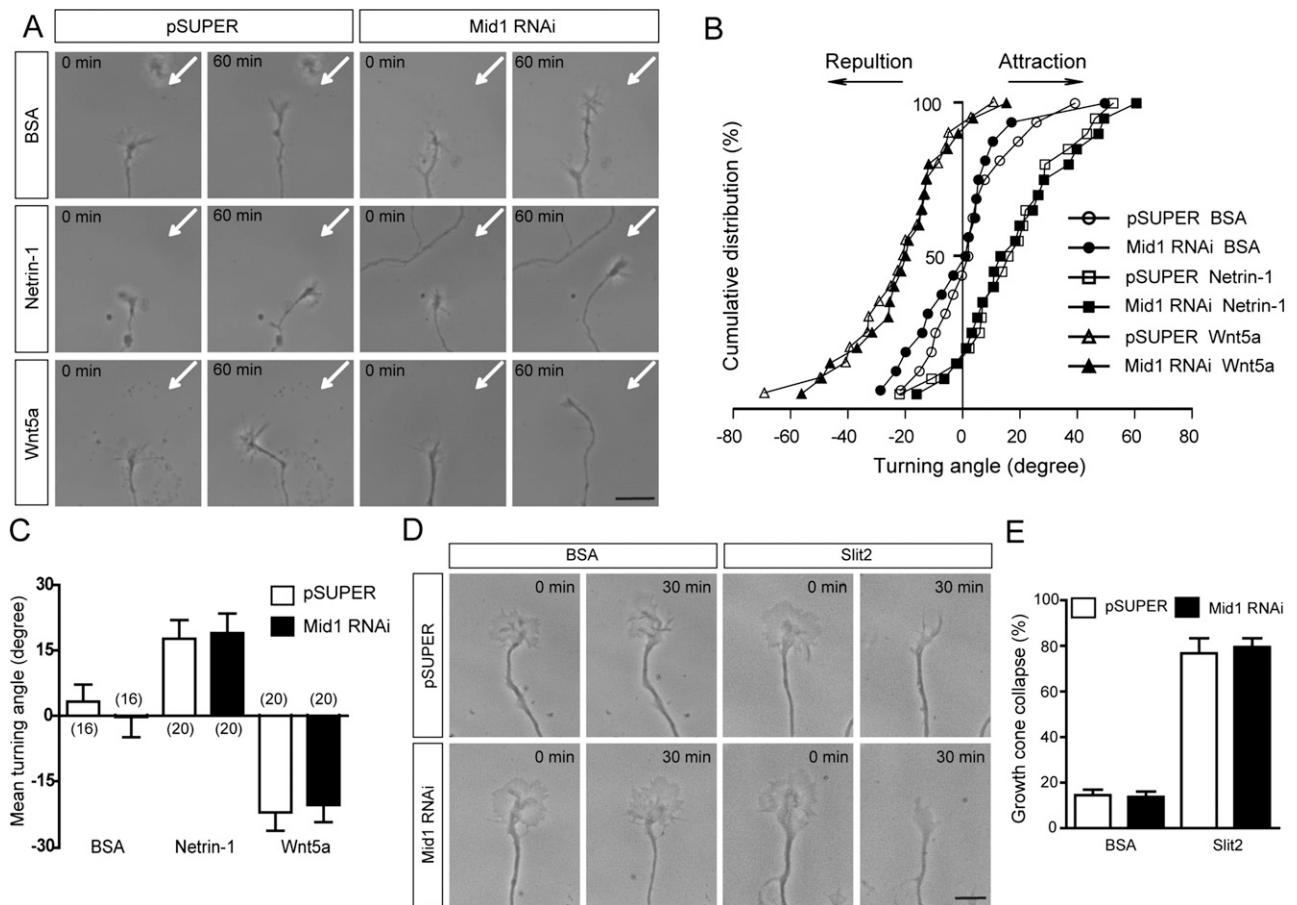 A
pSUPER Mid1 RNAi
BSA
0 min 60 min 0 min 60 min
Netrin-1
0 min 60 min 0 min 60 min
Wnt5a
0 min 60 min 0 min 60 min
B
Repultion Attraction
Cumulative distribution (%)
100
50
-80 -60 -40 -20 0 20 40 60 80
Turning angle (degree)
pSUPER BSA
Mid1 RNAi BSA
pSUPER Netrin-1
Mid1 RNAi Netrin-1
pSUPER Wnt5a
Mid1 RNAi Wnt5a
C
Mean turning angle (degree)
30
15
0
-15
-30
pSUPER
Mid1 RNAi
(16) (16) (20) (20) (20) (20)
BSA Netrin-1 Wnt5a
D
BSA Slit2
pSUPER
0 min 30 min 0 min 30 min
Mid1 RNAi
0 min 30 min 0 min 30 min
E
Growth cone collapse (%)
100
80
60
40
20
0
pSUPER Mid1 RNAi
BSA Slit2